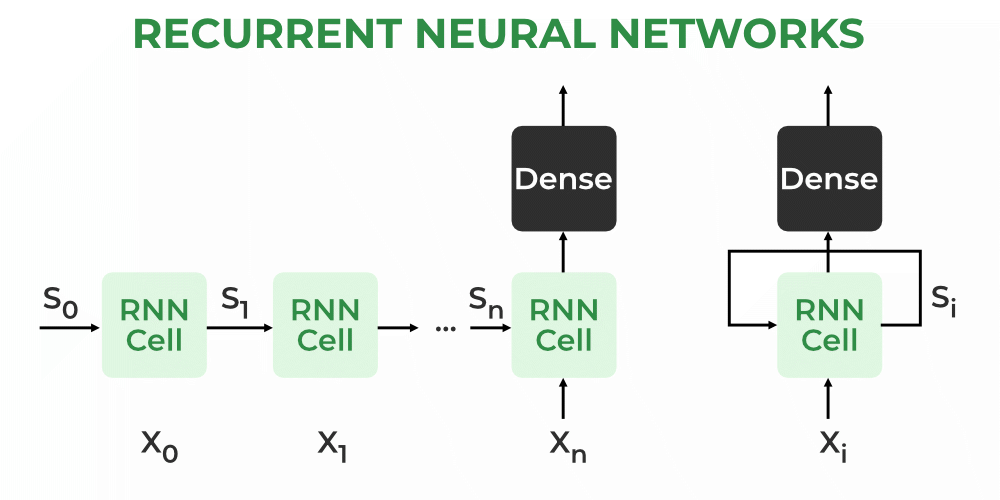 RECURRENT NEURAL NETWORKS
Dense
Dense
S₀
RNN
Cell
S₁
RNN
Cell
...
Sₙ
RNN
Cell
RNN
Cell
Sᵢ
X₀
X₁
Xₙ
Xᵢ